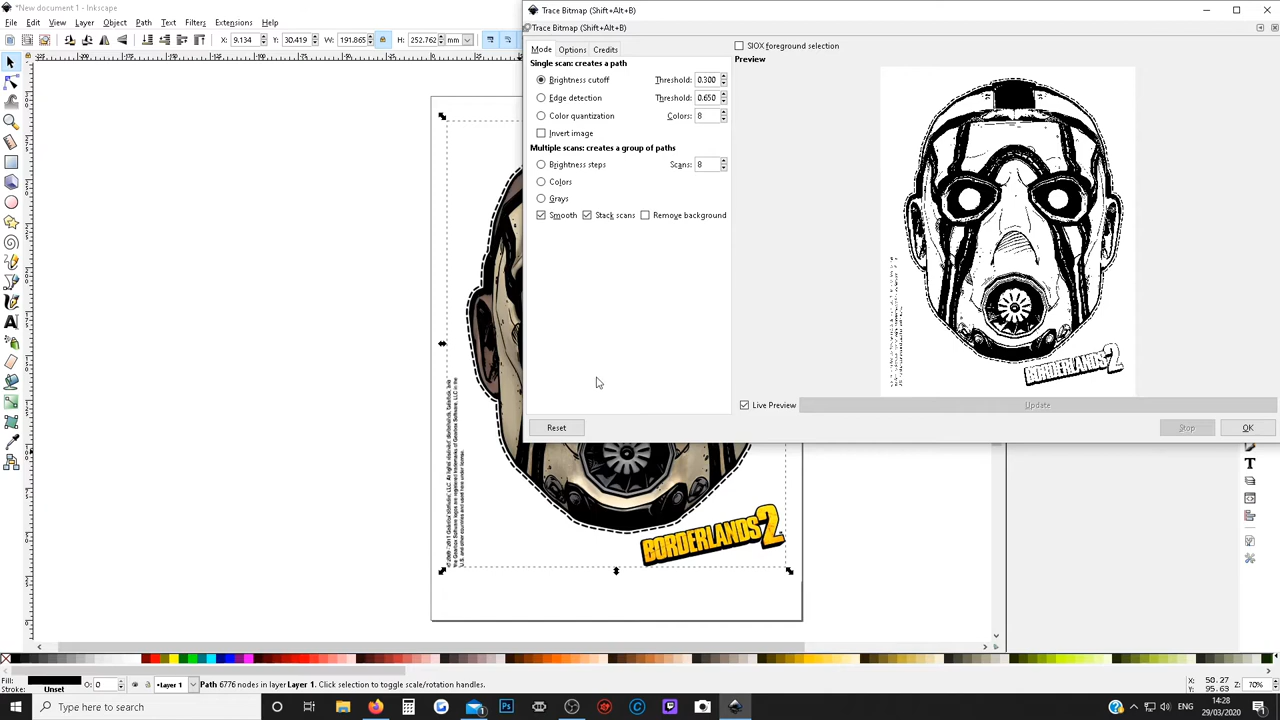 *New document 1 - Inkscape
File Edit View Layer Object Path Text Filters Extensions Help
X: 9.134 Y: 30.419 W: 191.865 H: 252.762 mm
Trace Bitmap (Shift+Alt+B)
Trace Bitmap (Shift+Alt+B)
Mode Options Credits
Single scan: creates a path
Brightness cutoff Threshold: 0.300
Edge detection Threshold: 0.650
Color quantization Colors: 8
Invert image
Multiple scans: creates a group of paths
Brightness steps Scans: 8
Colors
Grays
Smooth Stack scans Remove background
Reset
SIOX foreground selection
Preview
BORDERLANDS 2
Live Preview Update
Stop OK
BORDERLANDS 2
Fill:
Stroke: Unset
O: 0
Layer 1
Path 6776 nodes in layer Layer 1. Click selection to toggle scale/rotation handles.
X: 50.27
Y: 95.63
Z: 70%
Type here to search
14:28
29/03/2020